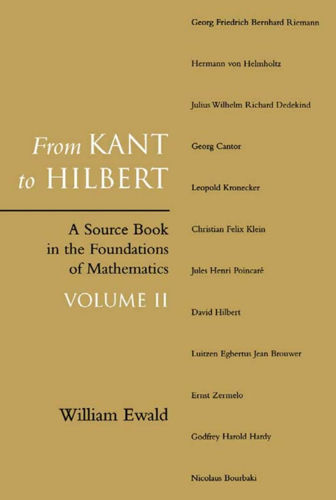 From KANT
to HILBERT
A Source Book
in the Foundations
of Mathematics
VOLUME II
William Ewald
Georg Friedrich Bernhard Riemann
Hermann von Helmholtz
Julius Wilhelm Richard Dedekind
Georg Cantor
Leopold Kronecker
Christian Felix Klein
Jules Henri Poincaré
David Hilbert
Luitzen Egbertus Jean Brouwer
Ernst Zermelo
Godfrey Harold Hardy
Nicolaus Bourbaki